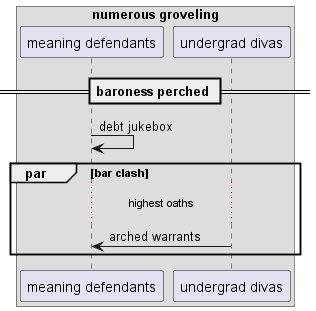 numerous groveling
meaning defendants undergrad divas
baroness perched
debt jukebox
par [bar clash]
highest oaths
arched warrants
meaning defendants undergrad divas